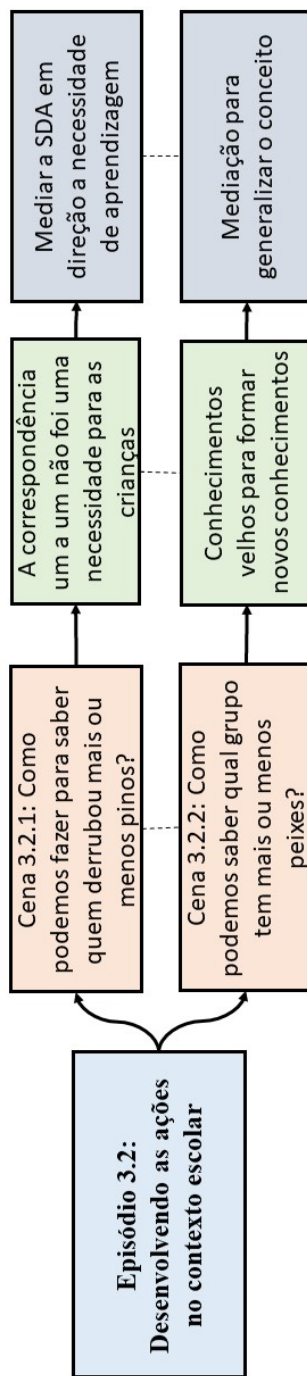 Episódio 3.2:
Desenvolvendo as ações
no contexto escolar
Cena 3.2.1: Como
podemos fazer para saber
quem derrubou mais ou
menos pinos?
A correspondência
um a um não foi uma
necessidade para as
crianças
Mediar a SDA em
direção a necessidade
de aprendizagem
Cena 3.2.2: Como
podemos saber qual grupo
tem mais ou menos
peixes?
Conhecimentos
velhos para formar
novos conhecimentos
Mediação para
generalizar o conceito